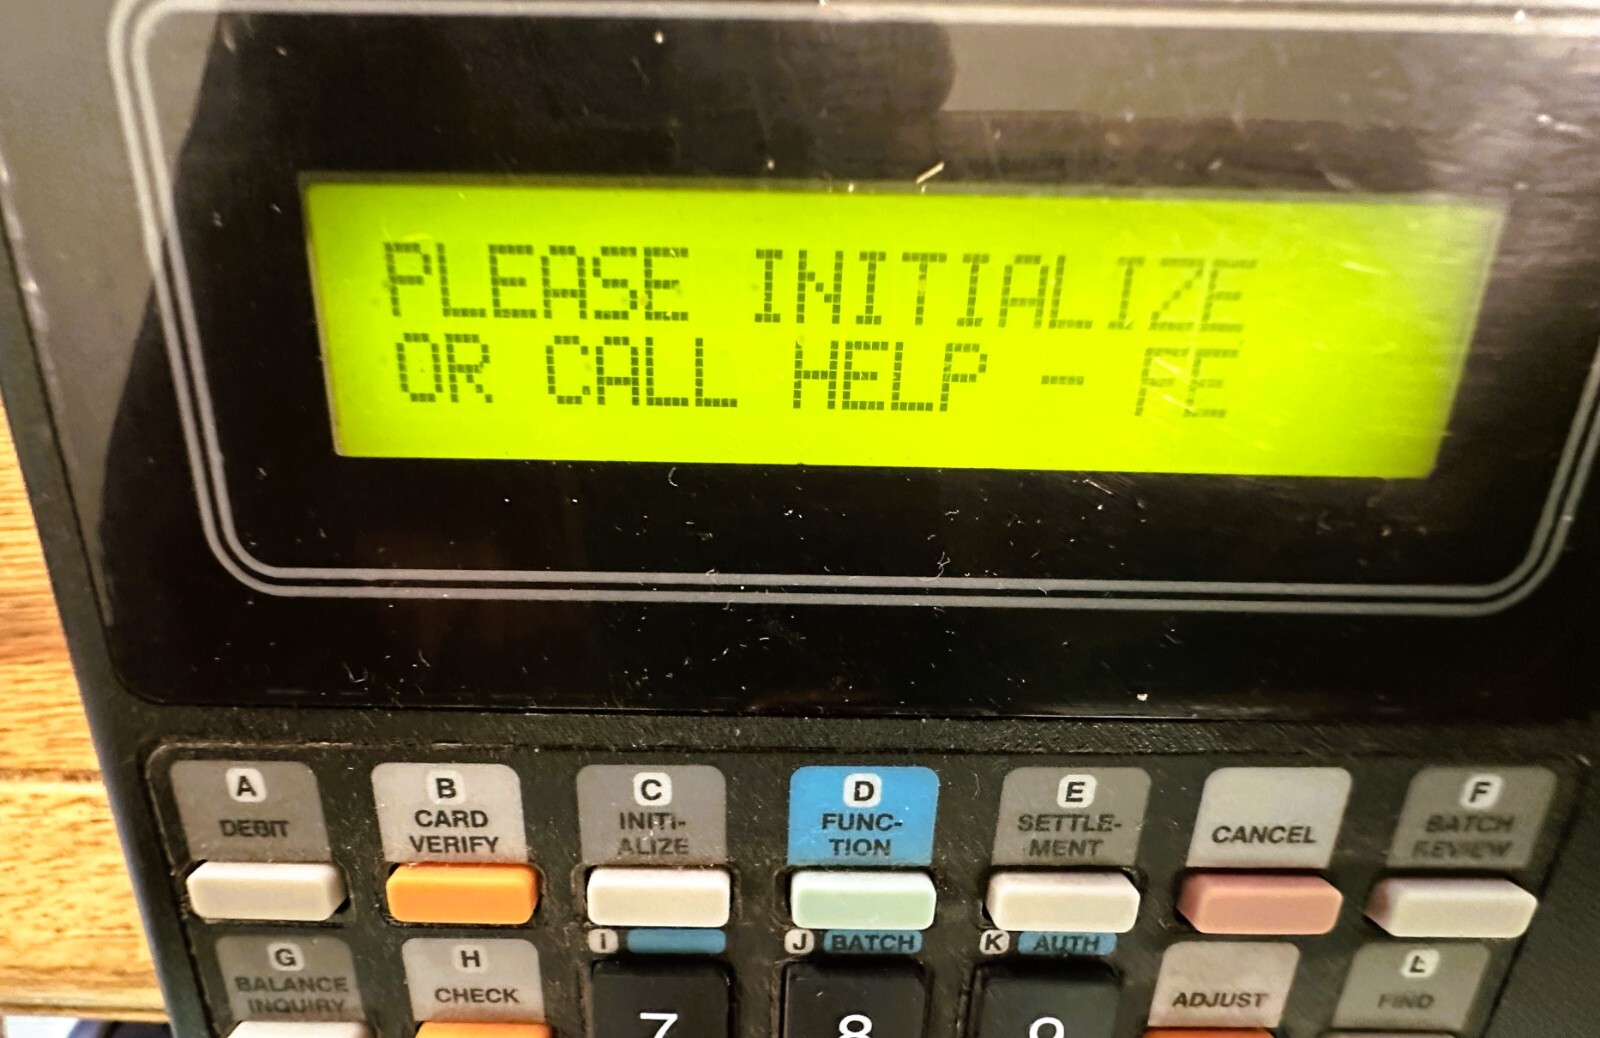 PLEASE INITIALIZE
OR CALL HELP - FE
A
DEBIT
B
CARD
VERIFY
C
INITI-
ALIZE
D
FUNC-
TION
E
SETTLE-
MENT
CANCEL
F
BATCH
REVIEW
G
BALANCE
INQUIRY
H
CHECK
I
7
J BATCH
8
K AUTH
9
ADJUST
L
FIND